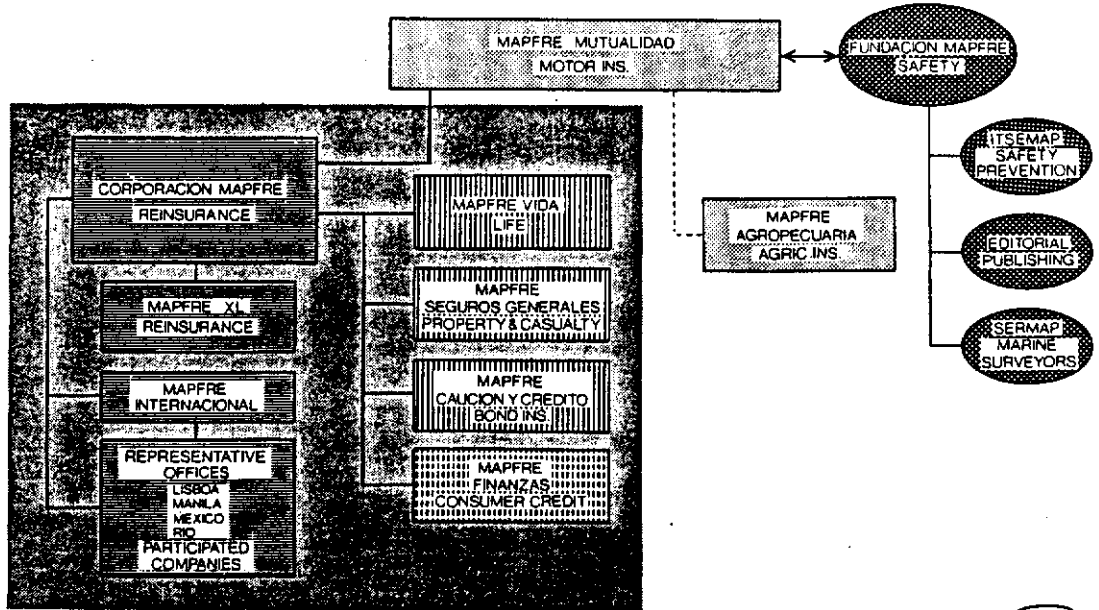 MAPFRE MUTUALIDAD
MOTOR INS.
FUNDACION MAPFRE
SAFETY
CORPORACION MAPFRE
REINSURANCE
MAPFRE XL
REINSURANCE
MAPFRE
INTERNACIONAL
REPRESENTATIVE
OFFICES
LISBOA
MANILA
MEXICO
RIO
PARTICIPATED
COMPANIES
MAPFRE VIDA
LIFE
MAPFRE
SEGUROS GENERALES
PROPERTY & CASUALTY
MAPFRE
CAUCION Y CREDITO
BOND INS.
MAPFRE
FINANZAS
CONSUMER CREDIT
MAPFRE
AGROPECUARIA
AGRIC.INS.
ITSEMAP
SAFETY
PREVENTION
EDITORIAL
PUBLISHING
SERMAP
MARINE
SURVEYORS